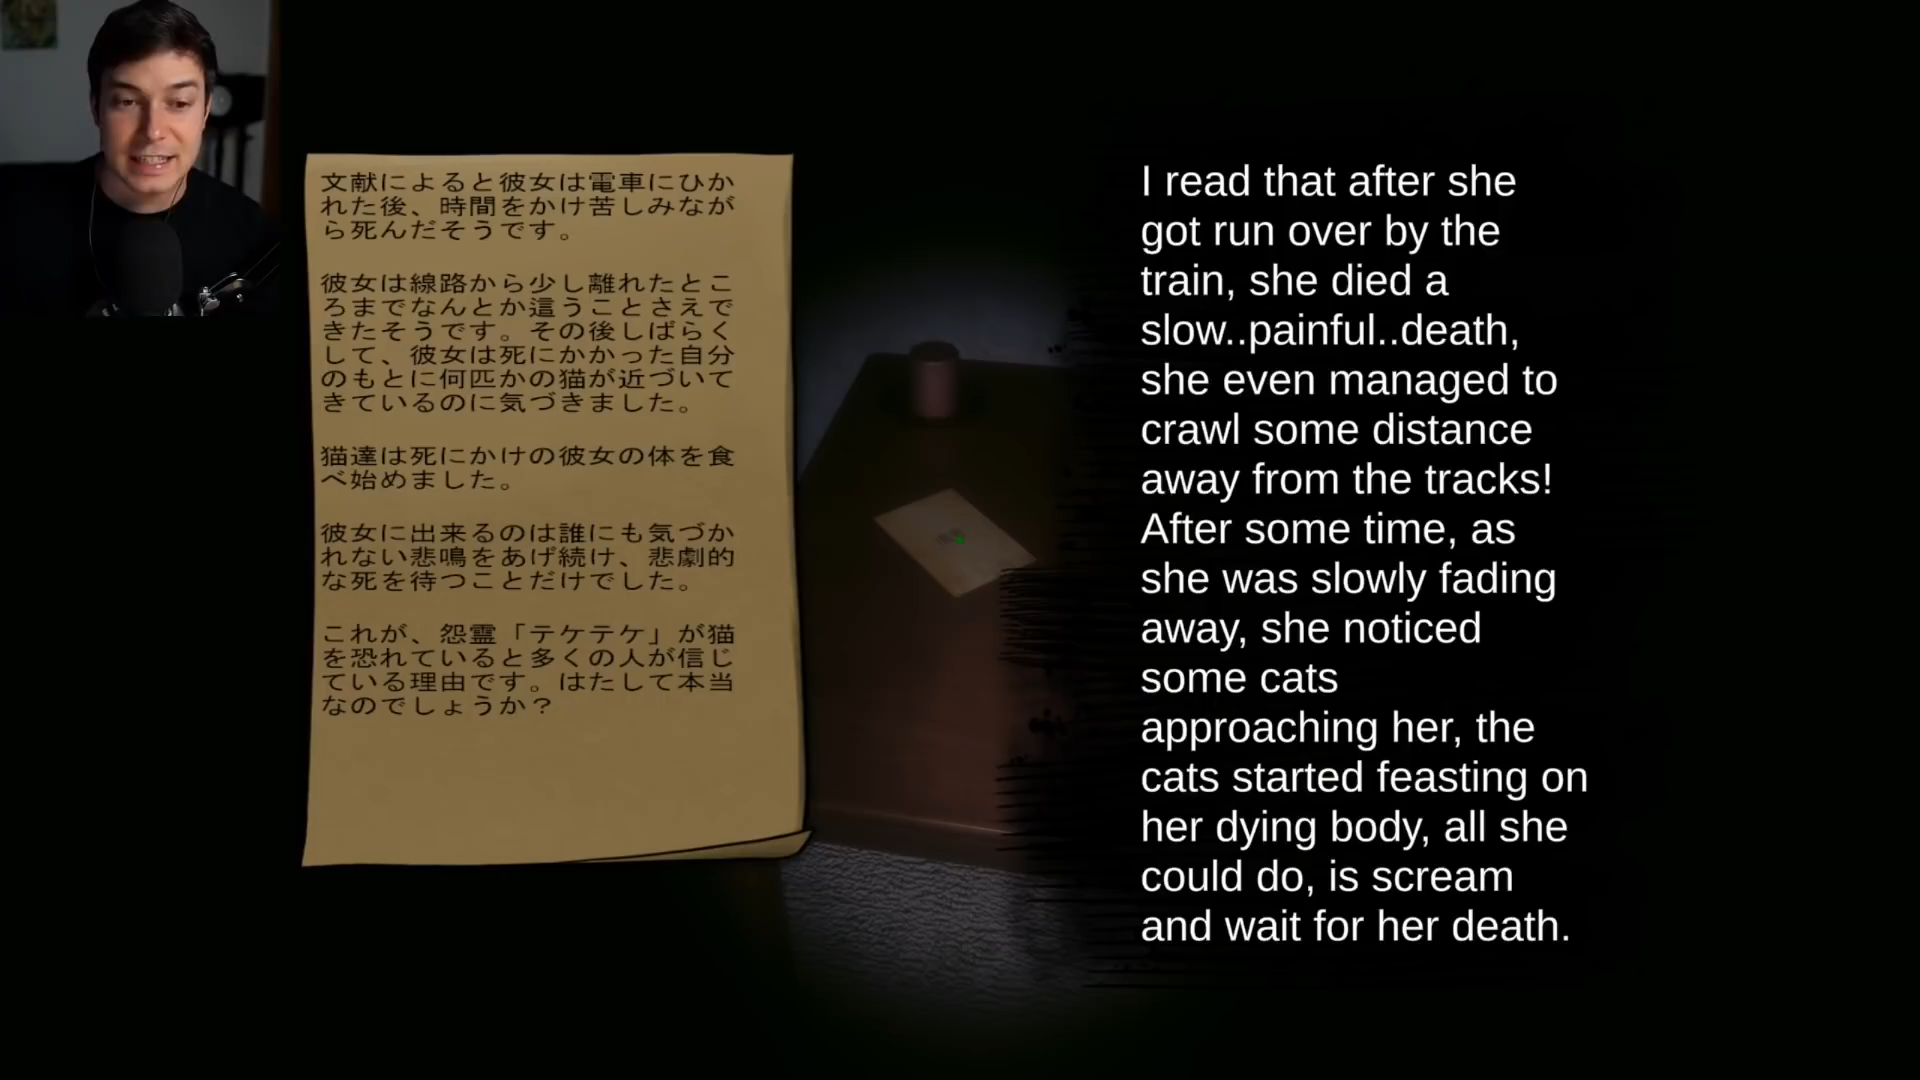 文献によると彼女は電車にひか
れた後、時間をかけ苦しみなが
ら死んだそうです。
彼女は線路から少し離れたとこ
ろまでなんとか這うことさえで
きたそうです。その後しばらく
して、彼女は死にかかった自分
のもとに何匹かの猫が近づいて
きているのに気づきました。
猫達は死にかけの彼女の体を食
べ始めました。
彼女に出来るのは誰にも気づか
れない悲鳴をあげ続け、悲劇的
な死を待つことだけでした。
これが、怨霊「テケテケ」が猫
を恐れていると多くの人が信じ
ている理由です。はたして本当
なのでしょうか？
I read that after she
got run over by the
train, she died a
slow..painful..death,
she even managed to
crawl some distance
away from the tracks!
After some time, as
she was slowly fading
away, she noticed
some cats
approaching her, the
cats started feasting on
her dying body, all she
could do, is scream
and wait for her death.